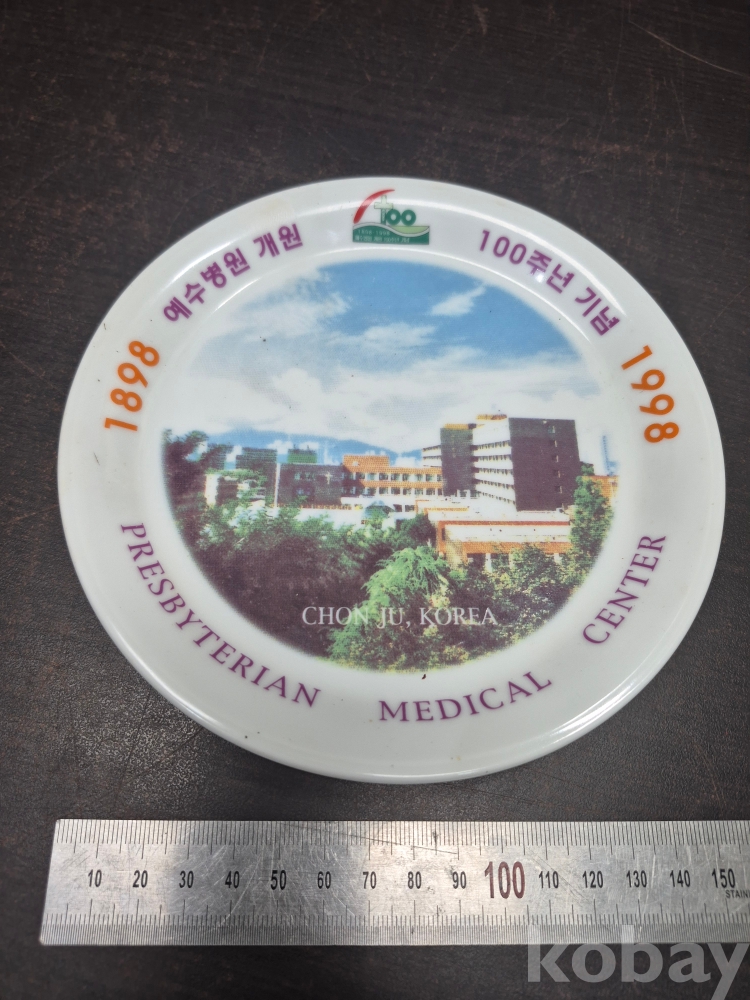 예수병원 개원
100
100주년 기념
1898
1998
CHON JU, KOREA
PRESBYTERIAN MEDICAL CENTER
10 20 30 40 50 60 70 80 90 100 110 120 130 140 150
STAIN
kobay